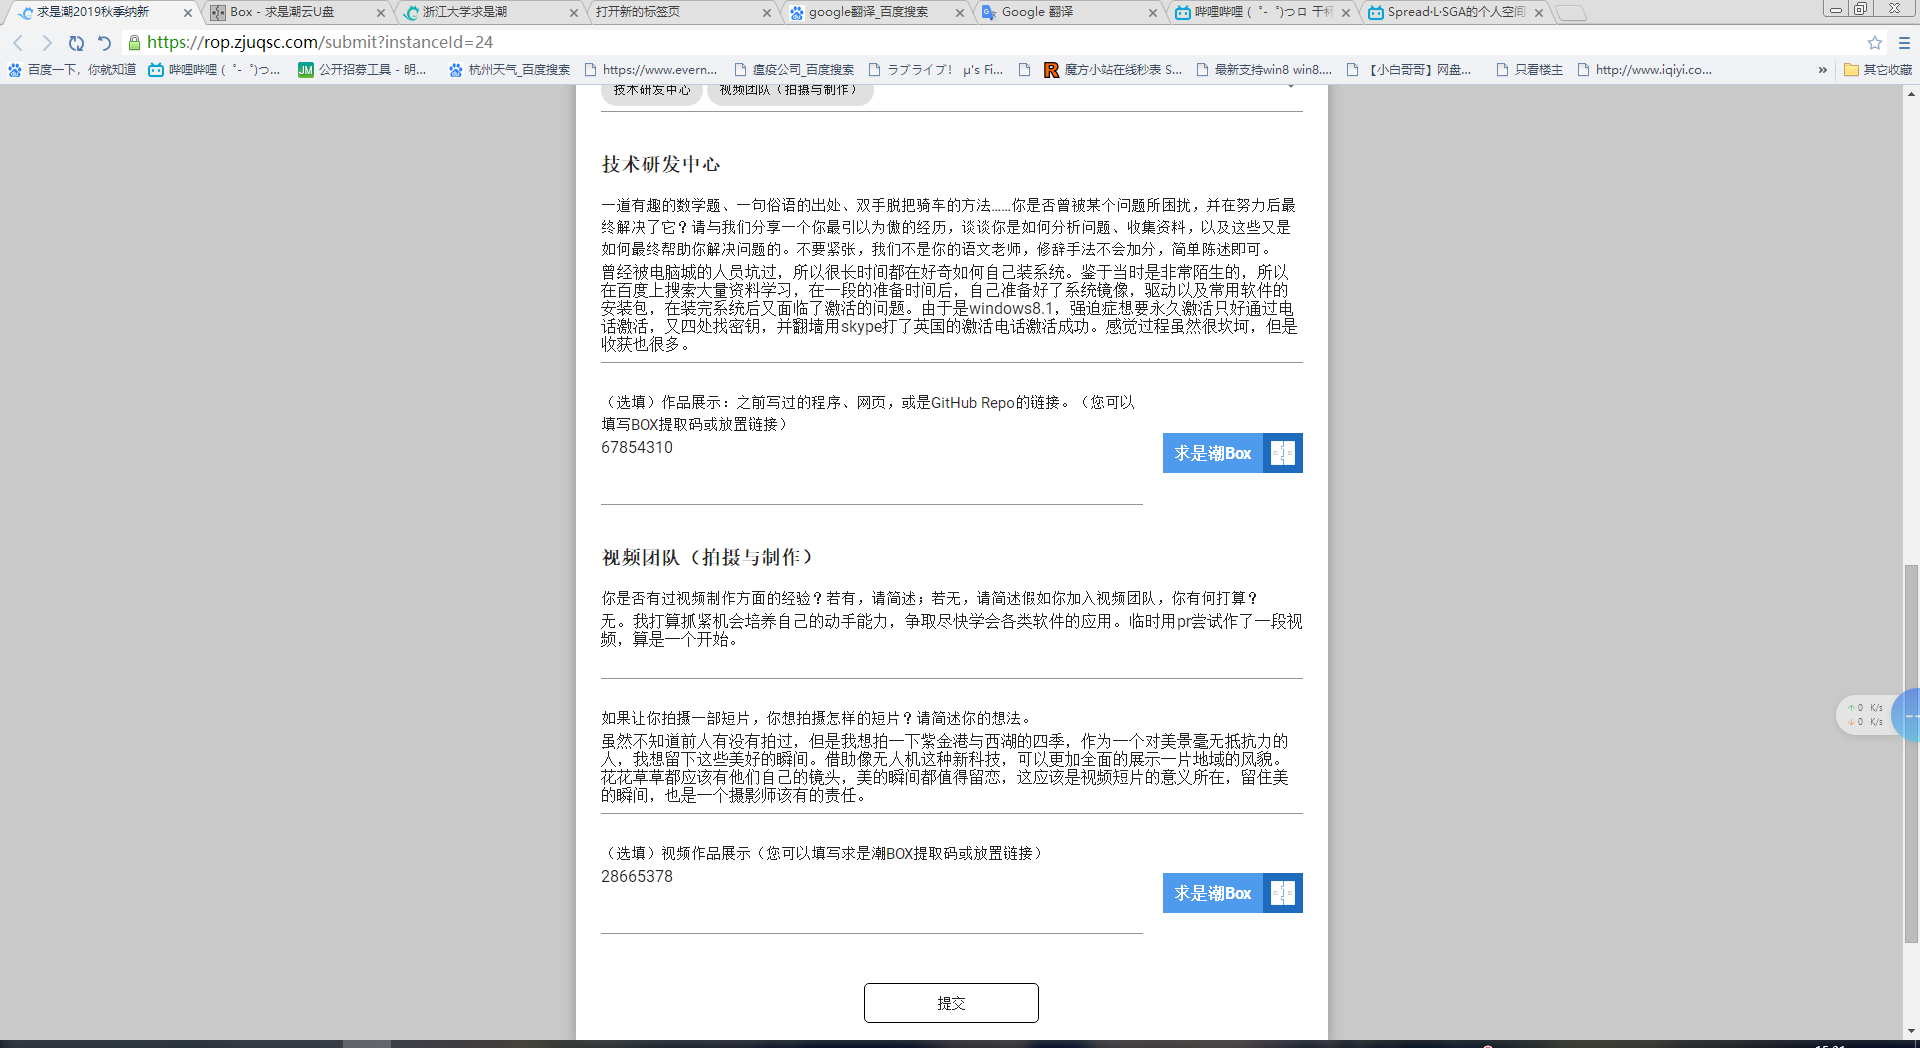 求是潮2019秋季纳新
Box - 求是潮云U盘
浙江大学求是潮
打开新的标签页
google翻译_百度搜索
Google 翻译
哔哩哔哩 (゜-゜)つロ 干杯
Spread·L·SGA的个人空间
https://rop.zjuqsc.com/submit?instanceId=24
百度一下，你就知道
哔哩哔哩 (゜-゜)つ...
公开招募工具 - 明...
杭州天气_百度搜索
https://www.evern...
瘟疫公司_百度搜索
ラブライブ！ μ's Fi...
魔方小站在线秒表 S...
最新支持win8 win8....
【小白哥哥】网盘...
只看楼主
http://www.iqiyi.co...
»
其它收藏
技术研发中心
视频团队（拍摄与制作）
技术研发中心
一道有趣的数学题、一句俗语的出处、双手脱把骑车的方法……你是否曾被某个问题所困扰，并在努力后最
终解决了它？请与我们分享一个你最引以为傲的经历，谈谈你是如何分析问题、收集资料，以及这些又是
如何最终帮助你解决问题的。不要紧张，我们不是你的语文老师，修辞手法不会加分，简单陈述即可。
曾经被电脑城的人员坑过，所以很长时间都在好奇如何自己装系统。鉴于当时是非常陌生的，所以
在百度上搜索大量资料学习，在一段的准备时间后，自己准备好了系统镜像，驱动以及常用软件的
安装包，在装完系统后又面临了激活的问题。由于是windows8.1，强迫症想要永久激活只好通过电
话激活，又四处找密钥，并翻墙用skype打了英国的激活电话激活成功。感觉过程虽然很坎坷，但是
收获也很多。
（选填）作品展示：之前写过的程序、网页，或是GitHub Repo的链接。（您可以
填写BOX提取码或放置链接）
67854310
求是潮Box
视频团队（拍摄与制作）
你是否有过视频制作方面的经验？若有，请简述；若无，请简述假如你加入视频团队，你有何打算？
无。我打算抓紧机会培养自己的动手能力，争取尽快学会各类软件的应用。临时用pr尝试作了一段视
频，算是一个开始。
如果让你拍摄一部短片，你想拍摄怎样的短片？请简述你的想法。
虽然不知道前人有没有拍过，但是我想拍一下紫金港与西湖的四季，作为一个对美景毫无抵抗力的
人，我想留下这些美好的瞬间。借助像无人机这种新科技，可以更加全面的展示一片地域的风貌。
花花草草都应该有他们自己的镜头，美的瞬间都值得留恋，这应该是视频短片的意义所在，留住美
的瞬间，也是一个摄影师该有的责任。
（选填）视频作品展示（您可以填写求是潮BOX提取码或放置链接）
28665378
求是潮Box
提交
↑ 0 K/s
↓ 0 K/s